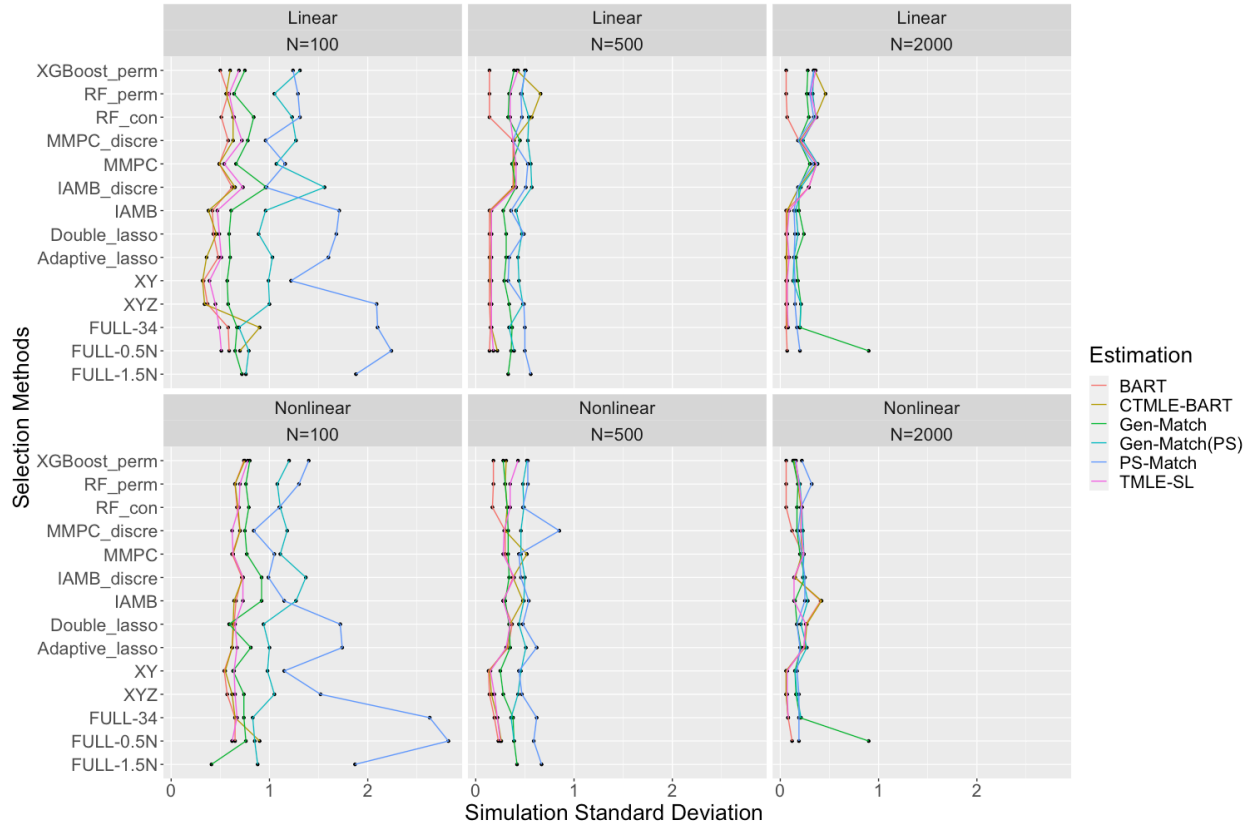 Linear
Linear
Linear
N=100
N=500
N=2000
XGBoost_perm
RF_perm
RF_con
MMPC_discre
MMPC
IAMB_discre
IAMB
Double_lasso
Adaptive_lasso
XY
XYZ
FULL-34
FULL-0.5N
FULL-1.5N
Nonlinear
Nonlinear
Nonlinear
N=100
N=500
N=2000
XGBoost_perm
RF_perm
RF_con
MMPC_discre
MMPC
IAMB_discre
IAMB
Double_lasso
Adaptive_lasso
XY
XYZ
FULL-34
FULL-0.5N
FULL-1.5N
0 1 2
0 1 2
0 1 2
Simulation Standard Deviation
Selection Methods
Estimation
BART
CTMLE-BART
Gen-Match
Gen-Match(PS)
PS-Match
TMLE-SL